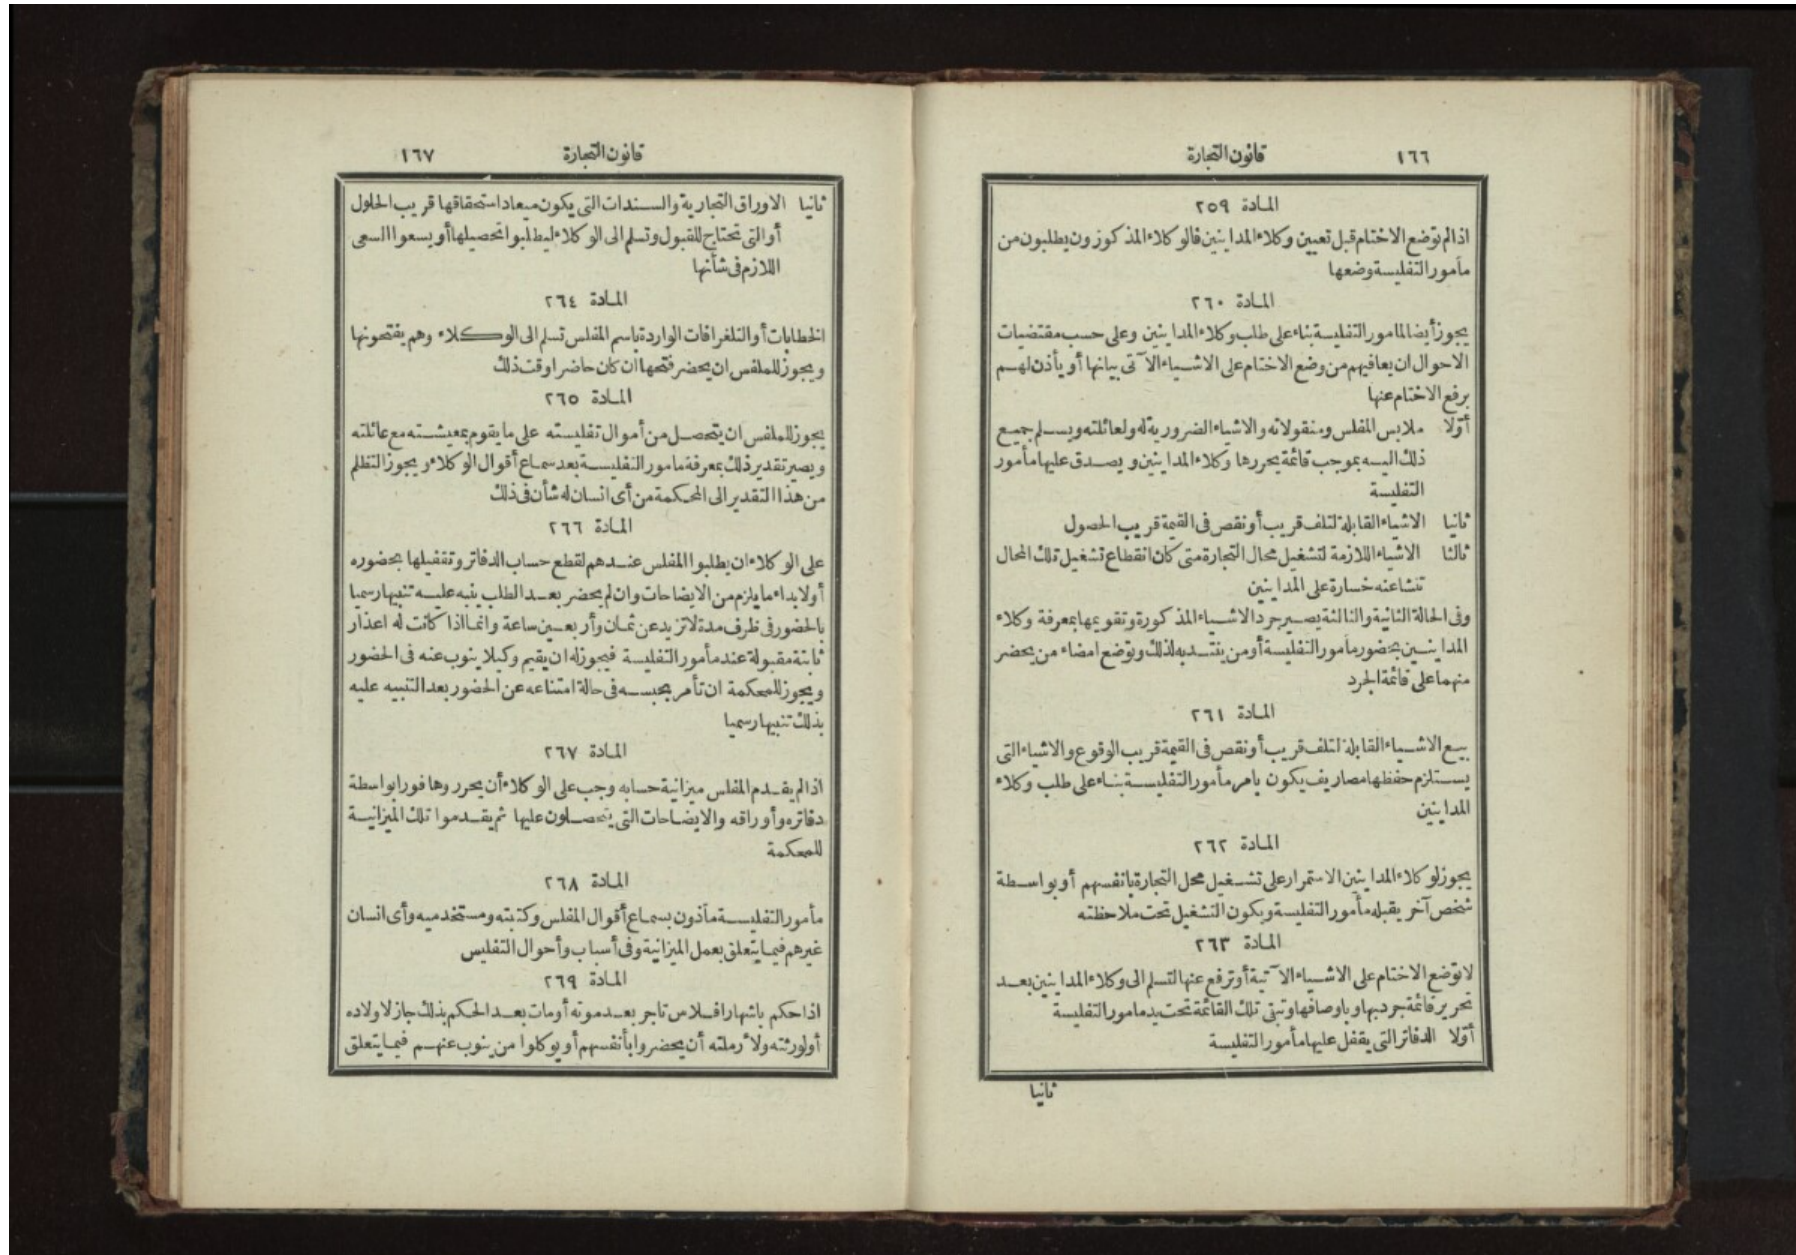 ١٦٦ قانون التجارة
المادة ٢٥٩
اذا لم توضع الاختام قبل تعيين وكلاء المداينين فالوكلاء المذكورون يطلبون من
مأمور التفليسة وضعها
المادة ٢٦٠
يجوز أيضا لمامور التفليسة بناء على طلب وكلاء المداينين وعلى حسب مقتضيات
الاحوال ان يعافيهم من وضع الاختام على الاشياء الآتى بيانها أو يأذن لهم
برفع الاختام عنها
أوّلا ملابس المفلس ومنقولاته والاشياء الضرورية له ولعائلته ويسلم جميع
ذلك اليه بموجب قائمة يحررها وكلاء المداينين ويصدق عليها مأمور
التفليسة
ثانيا الاشياء القابلة لتلف قريب أو نقص فى القيمة قريب الحصول
ثالثا الاشياء اللازمة لتشغيل محال التجارة متى كان انقطاع تشغيل تلك المحال
تنشاعنه خسارة على المداينين
وفى الحالة الثانية والثالثة يصير جرد الاشياء المذكورة وتقويمها بمعرفة وكلاء
المداينين بحضور مأمور التفليسة أو من ينتدبه لذلك وتوضع امضاء من يحضر
منهما على قائمة الجرد
المادة ٢٦١
بيع الاشياء القابلة لتلف قريب أو نقص فى القيمة قريب الوقوع والاشياء التى
يستلزم حفظها مصاريف يكون بامر مأمور التفليسة بناء على طلب وكلاء
المداينين
المادة ٢٦٢
يجوز لوكلاء المداينين الاستمرار على تشغيل محل التجارة بانفسهم أو بواسطة
شخص آخر يقبله مأمور التفليسة ويكون التشغيل تحت ملاحظته
المادة ٢٦٣
لا توضع الاختام على الاشياء الآتية أو ترفع عنها لتسلم الى وكلاء المداينين بعد
تحرير قائمة جرد بها وباوصافها وتبقى تلك القائمة تحت يد مامور التفليسة
أوّلا الدفاتر التى يقفل عليها مأمور التفليسة
ثانيا
قانون التجارة ١٦٧
ثانيا الاوراق التجارية والسندات التى يكون ميعاد استحقاقها قريب الحلول
أو التى تحتاج للقبول وتسلم الى الوكلاء ليطلبوا تحصيلها أو يسعوا السعى
اللازم فى شأنها
المادة ٢٦٤
الخطابات أو التلغرافات الواردة باسم المفلس تسلم الى الوكلاء وهم يفتحونها
ويجوز للمفلس ان يحضر فتحها ان كان حاضرا وقت ذلك
المادة ٢٦٥
يجوز للمفلس ان يتحصل من أموال تفليسته على ما يقوم بمعيشته مع عائلته
ويصير تقدير ذلك بمعرفة مامور التفليسة بعد سماع أقوال الوكلاء ويجوز التظلم
من هذا التقدير الى المحكمة من أى انسان له شأن فى ذلك
المادة ٢٦٦
على الوكلاء ان يطلبوا المفلس عندهم لقطع حساب الدفاتر وتقفيلها بحضوره
أو لابداء ما يلزم من الايضاحات وان لم يحضر بعد الطلب ينبه عليه تنبيها رسميا
بالحضور فى ظرف مدة لا تزيد عن ثمان وأربعين ساعة وانما اذا كانت له اعذار
ثابتة مقبولة عند مأمور التفليسة فيجوز له ان يقيم وكيلا ينوب عنه فى الحضور
ويجوز للمحكمة ان تأمر بحبسه فى حالة امتناعه عن الحضور بعد التنبيه عليه
بذلك تنبيها رسميا
المادة ٢٦٧
اذا لم يقدم المفلس ميزانية حسابه وجب على الوكلاء أن يحرروها فورا بواسطة
دفاتره وأوراقه والايضاحات التى يتحصلون عليها ثم يقدموا تلك الميزانية
للمحكمة
المادة ٢٦٨
مأمور التفليسة مأذون بسماع أقوال المفلس وكتبته ومستخدميه وأى انسان
غيرهم فيما يتعلق بعمل الميزانية وفى أسباب وأحوال التفليس
المادة ٢٦٩
اذا حكم باشهار افلاس تاجر بعد موته أو مات بعد الحكم بذلك جاز لاولاده
أو لورثته ولأرملته أن يحضروا بأنفسهم أو يوكلوا من ينوب عنهم فيما يتعلق